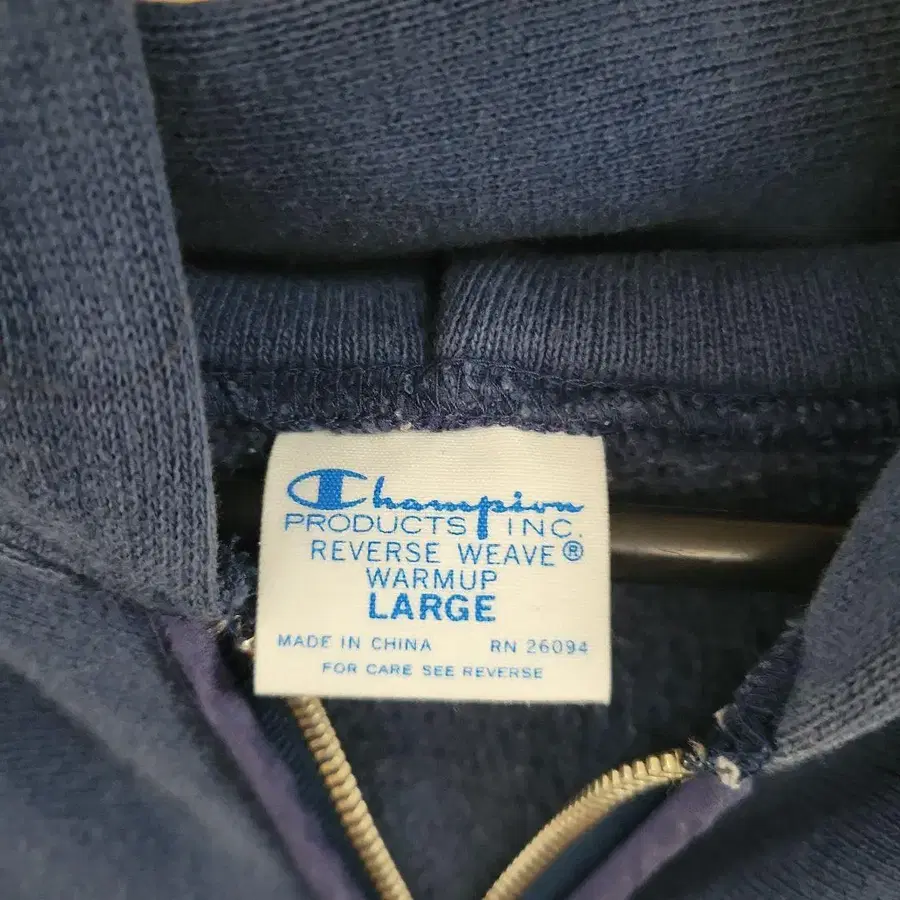 Champion
PRODUCTS INC.
REVERSE WEAVE®
WARMUP
LARGE
MADE IN CHINA RN 26094
FOR CARE SEE REVERSE